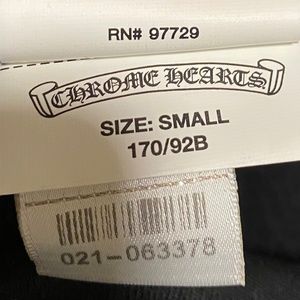 RN# 97729
CHROME HEARTS
SIZE: SMALL
170/92B
021-063378